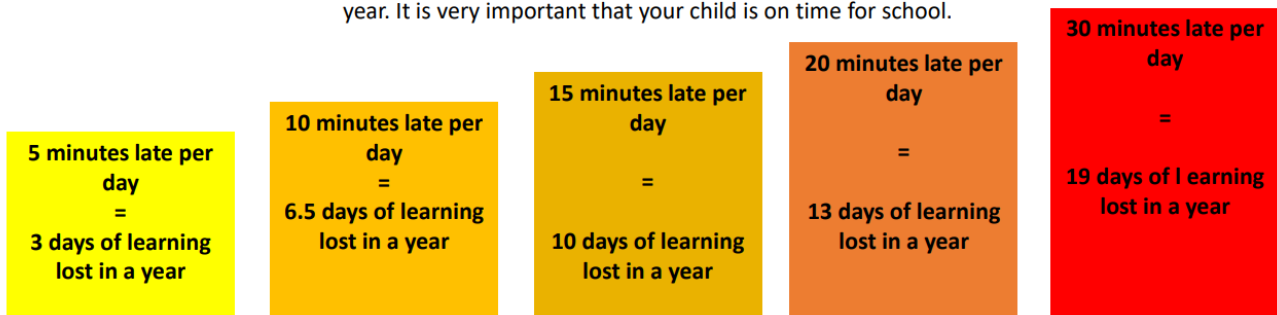 year. It is very important that your child is on time for school.
5 minutes late per
day
=
3 days of learning
lost in a year
10 minutes late per
day
=
6.5 days of learning
lost in a year
15 minutes late per
day
=
10 days of learning
lost in a year
20 minutes late per
day
=
13 days of learning
lost in a year
30 minutes late per
day
=
19 days of l earning
lost in a year